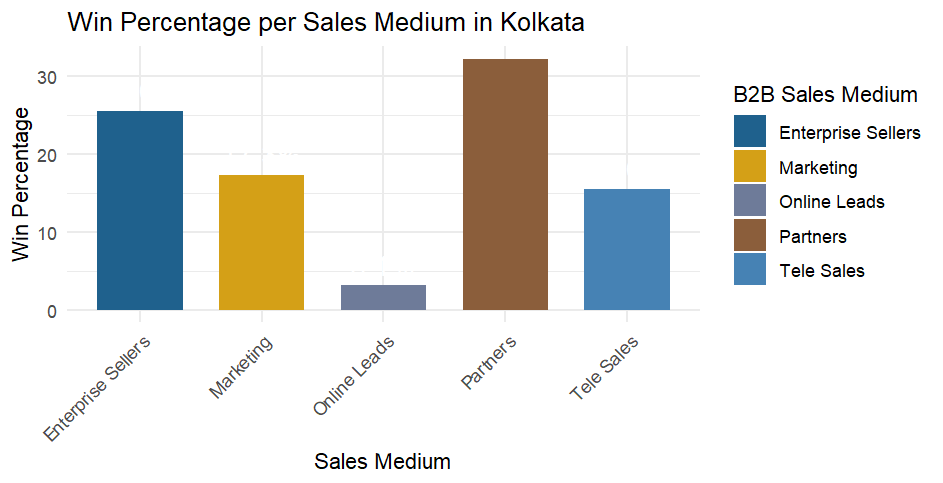 Win Percentage per Sales Medium in Kolkata
Win Percentage
30
20
10
0
Enterprise Sellers
Marketing
Online Leads
Partners
Tele Sales
Sales Medium
B2B Sales Medium
Enterprise Sellers
Marketing
Online Leads
Partners
Tele Sales